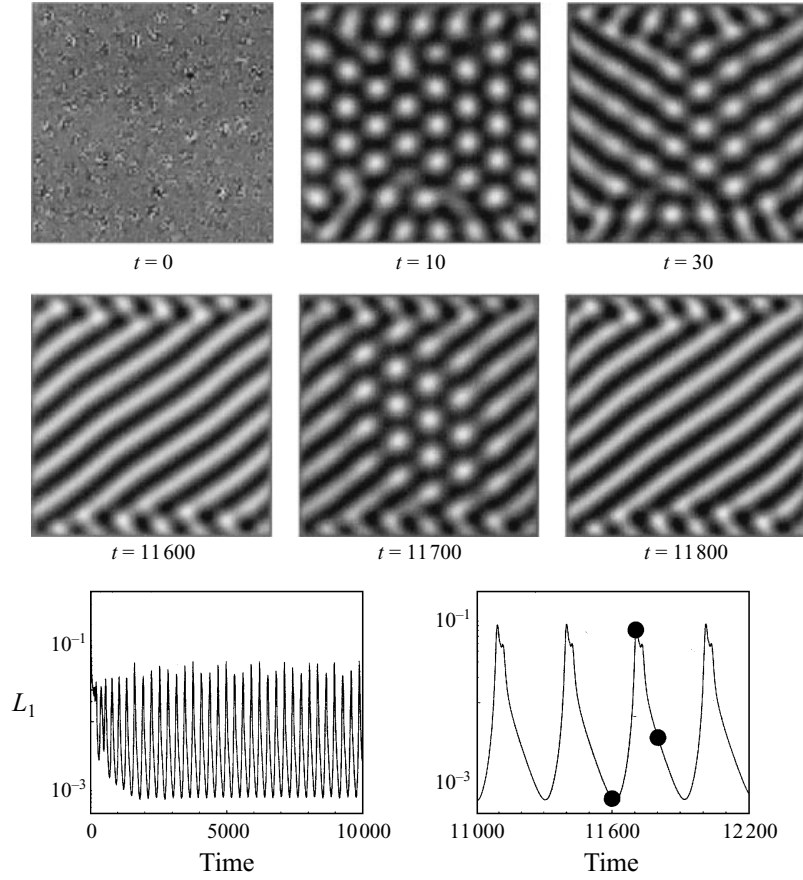 t = 0
t = 10
t = 30
t = 11 600
t = 11 700
t = 11 800
10⁻¹
L₁
10⁻³
0
5000
10 000
Time
10⁻¹
10⁻³
11 000
11 600
12 200
Time